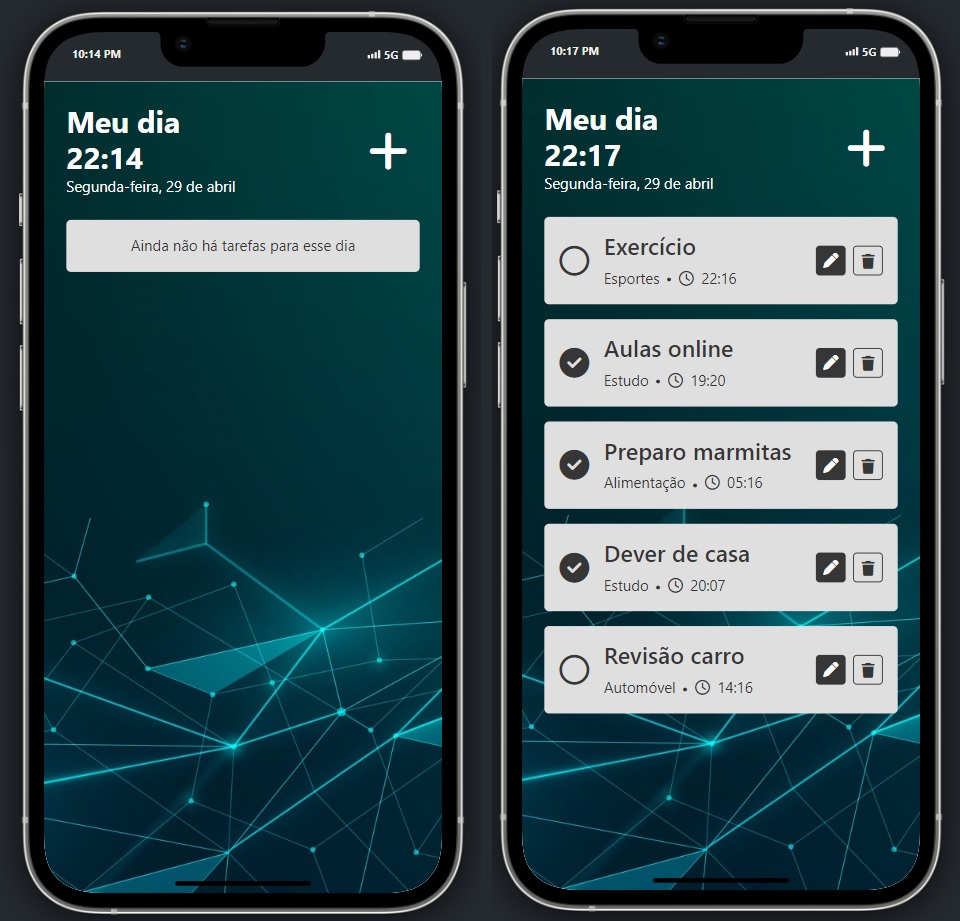 10:14 PM
5G
Meu dia
22:14
Segunda-feira, 29 de abril
Ainda não há tarefas para esse dia
10:17 PM
5G
Meu dia
22:17
Segunda-feira, 29 de abril
Exercício
Esportes • 22:16
Aulas online
Estudo • 19:20
Preparo marmitas
Alimentação • 05:16
Dever de casa
Estudo • 20:07
Revisão carro
Automóvel • 14:16